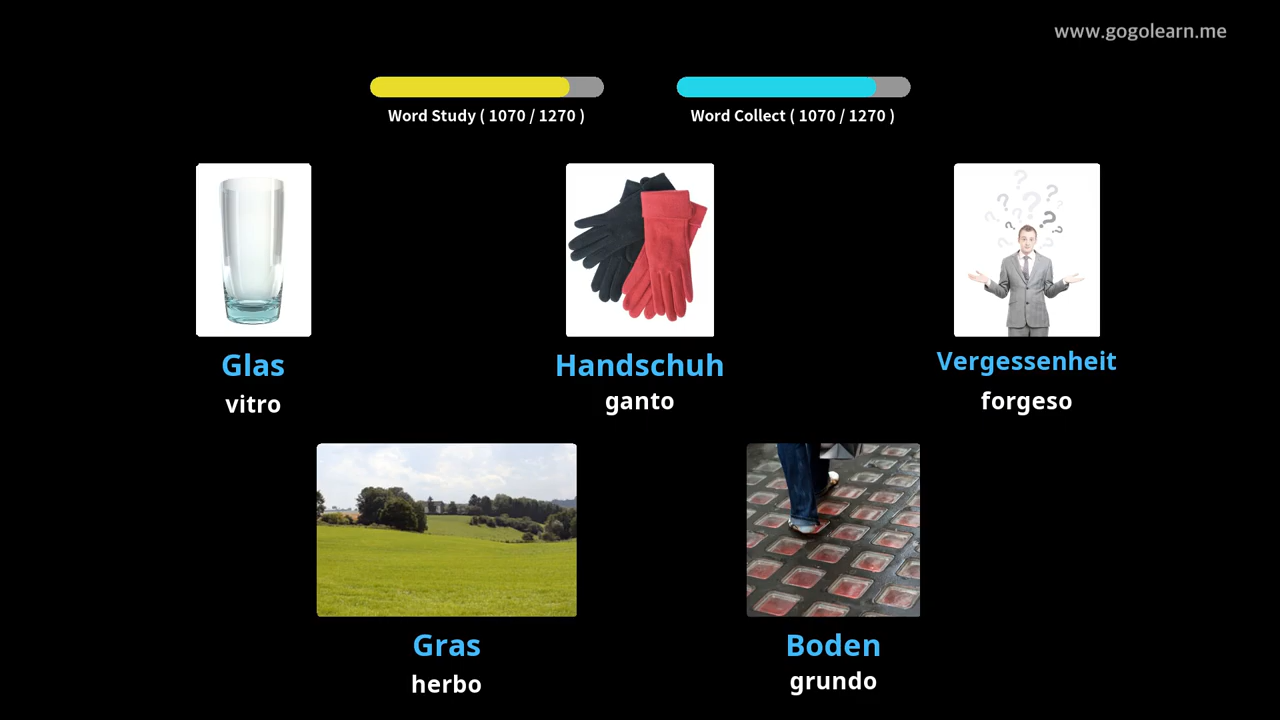 www.gogolearn.me
Word Study ( 1070 / 1270 )
Word Collect ( 1070 / 1270 )
Glas
vitro
Handschuh
ganto
Vergessenheit
forgeso
Gras
herbo
Boden
grundo